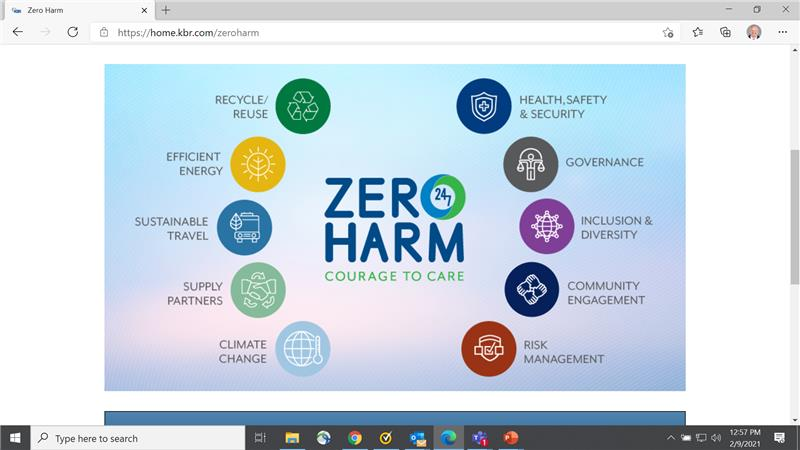 Zero Harm
https://home.kbr.com/zeroharm
RECYCLE/
REUSE
EFFICIENT
ENERGY
SUSTAINABLE
TRAVEL
SUPPLY
PARTNERS
CLIMATE
CHANGE
ZERO
24/7
HARM
COURAGE TO CARE
HEALTH, SAFETY
& SECURITY
GOVERNANCE
INCLUSION &
DIVERSITY
COMMUNITY
ENGAGEMENT
RISK
MANAGEMENT
Type here to search
12:57 PM
2/9/2021